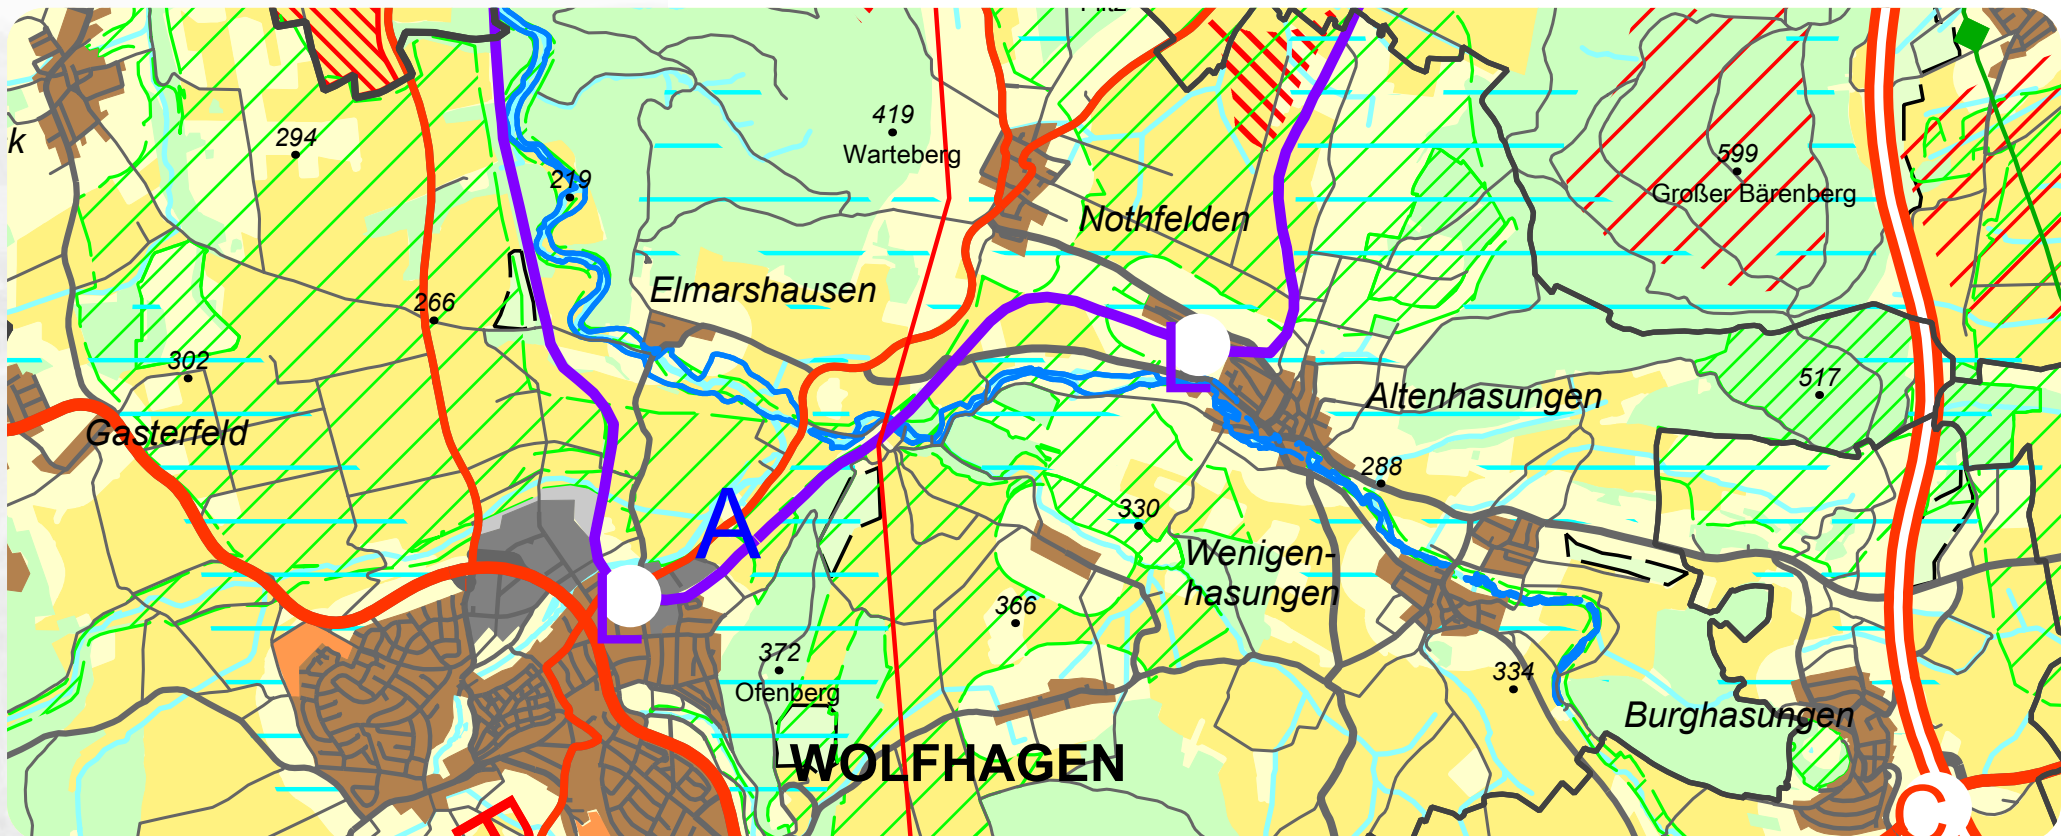 419
Warteberg
k
294
599
Großer Bärenberg
219
Nothfelden
Elmarshausen
266
302
517
Altenhasungen
Gasterfeld
288
330
A
Wenigen-
hasungen
366
372
Ofenberg
334
Burghasungen
WOLFHAGEN
C